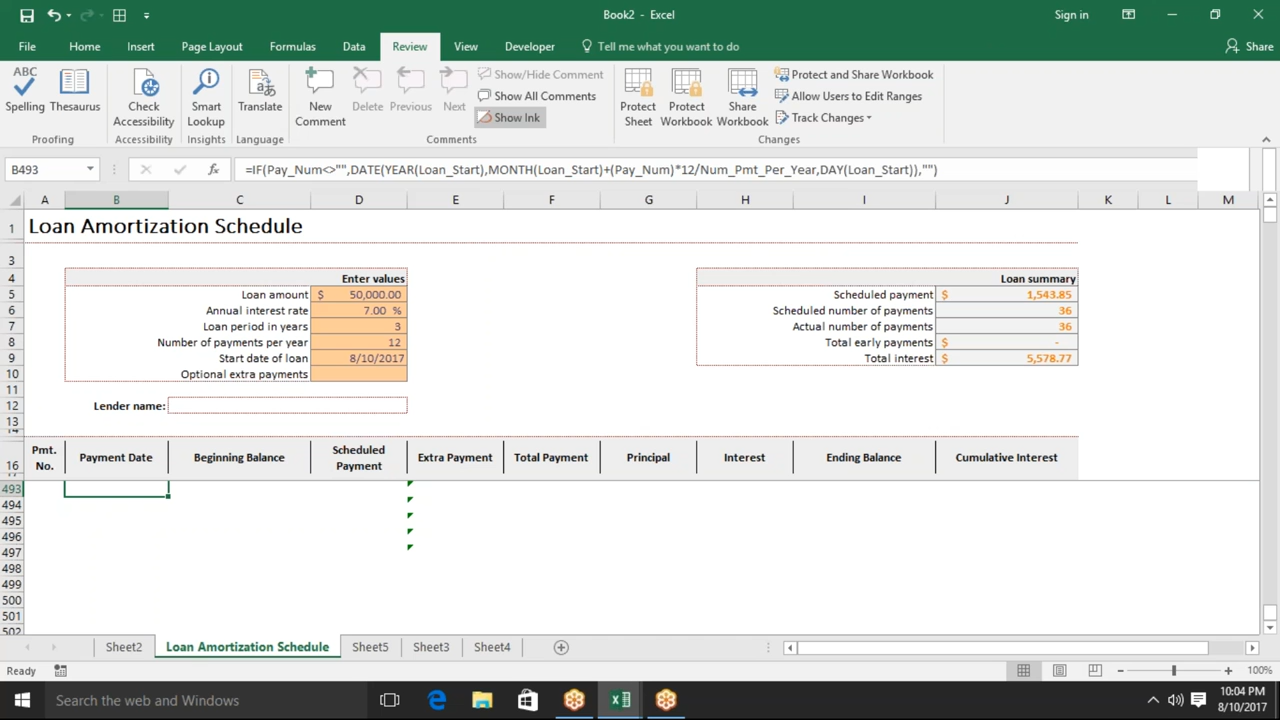 Book2 - Excel
Sign in
File Home Insert Page Layout Formulas Data Review View Developer Tell me what you want to do Share
ABC
Spelling Thesaurus Check Accessibility Smart Lookup Translate New Comment Delete Previous Next
Show/Hide Comment
Show All Comments
Show Ink
Protect Sheet Protect Workbook Share Workbook
Protect and Share Workbook
Allow Users to Edit Ranges
Track Changes
Proofing Accessibility Insights Language Comments Changes
B493 fx =IF(Pay_Num<>"",DATE(YEAR(Loan_Start),MONTH(Loan_Start)+(Pay_Num)*12/Num_Pmt_Per_Year,DAY(Loan_Start)),"")
A B C D E F G H I J K L M
1 Loan Amortization Schedule
3
4 Enter values Loan summary
5 Loan amount $ 50,000.00 Scheduled payment $ 1,543.85
6 Annual interest rate 7.00 % Scheduled number of payments 36
7 Loan period in years 3 Actual number of payments 36
8 Number of payments per year 12 Total early payments $ -
9 Start date of loan 8/10/2017 Total interest $ 5,578.77
10 Optional extra payments
11
12 Lender name:
13
14
16 Pmt. No. Payment Date Beginning Balance Scheduled Payment Extra Payment Total Payment Principal Interest Ending Balance Cumulative Interest
493
494
495
496
497
498
499
500
501
502
Sheet2 Loan Amortization Schedule Sheet5 Sheet3 Sheet4
Ready 100%
Search the web and Windows
10:04 PM
8/10/2017